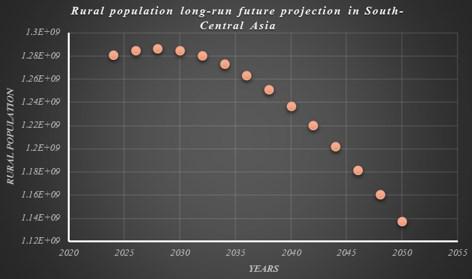 Rural population long-run future projection in South-
Central Asia
1.3E+09
1.28E+09
1.26E+09
1.24E+09
1.22E+09
1.2E+09
1.18E+09
1.16E+09
1.14E+09
1.12E+09
RURAL POPULATION
2020 2025 2030 2035 2040 2045 2050 2055
YEARS